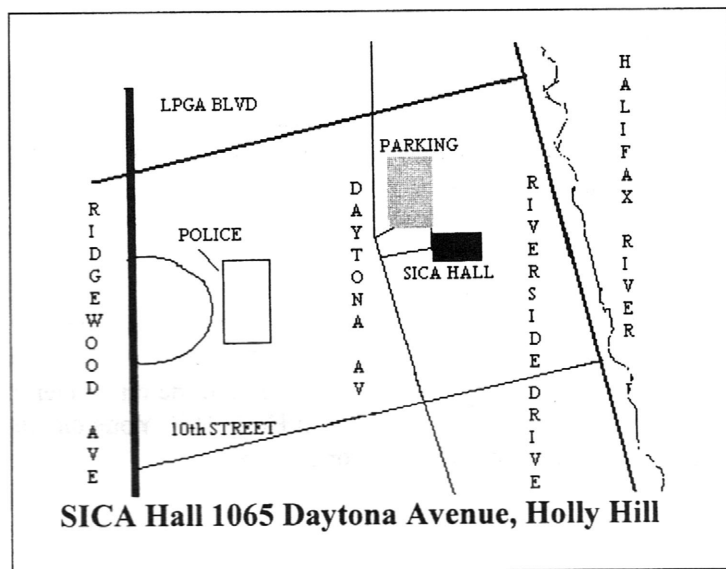 LPGA BLVD
PARKING
HALIFAX RIVER
RIDGEWOOD AVE
DAYTONA AV
RIVERSIDE DRIVE
POLICE
SICA HALL
10th STREET
SICA Hall 1065 Daytona Avenue, Holly Hill